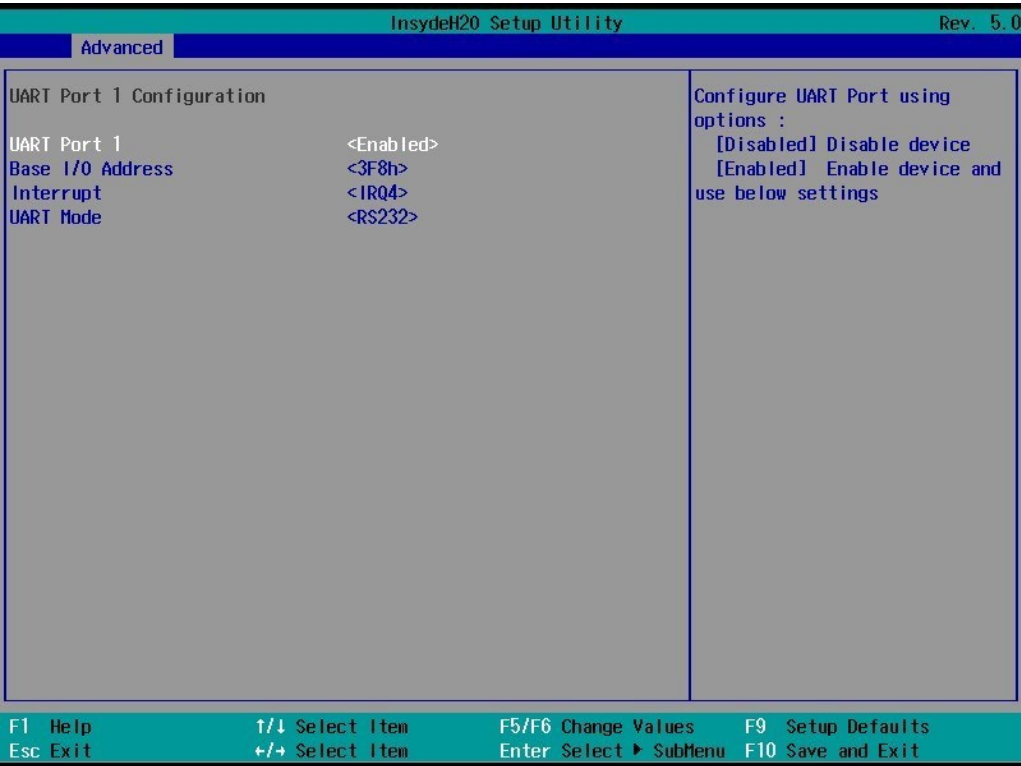 InsydeH20 Setup Utility Rev. 5.0
Advanced
UART Port 1 Configuration
UART Port 1 <Enabled>
Base I/O Address <3F8h>
Interrupt <IRQ4>
UART Mode <RS232>
Configure UART Port using
options :
[Disabled] Disable device
[Enabled] Enable device and
use below settings
F1 Help ↑/↓ Select Item F5/F6 Change Values F9 Setup Defaults
Esc Exit ←/→ Select Item Enter Select ▶ SubMenu F10 Save and Exit